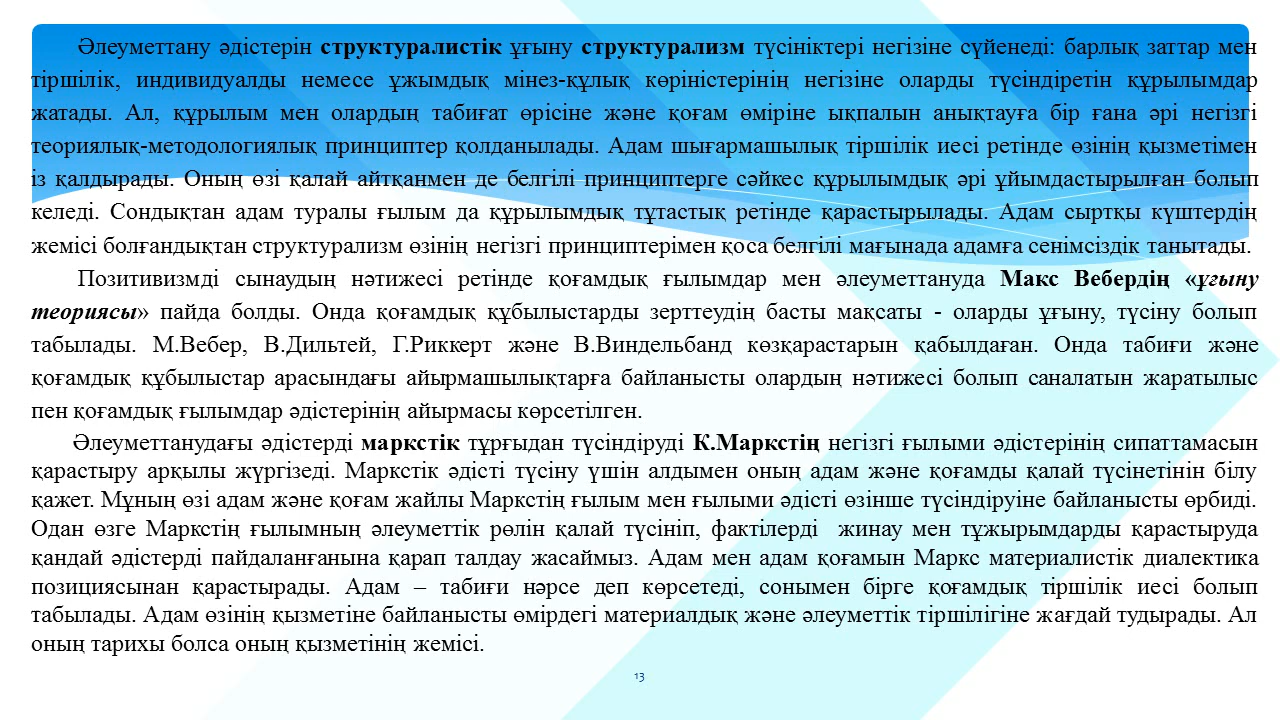 Әлеуметтану әдістерін структуралистік ұғыну структурализм түсініктері негізіне сүйенеді: барлық заттар мен
тіршілік, индивидуалды немесе ұжымдық мінез-құлық көріністерінің негізіне оларды түсіндіретін құрылымдар
жатады. Ал, құрылым мен олардың табиғат өрісіне және қоғам өміріне ықпалын анықтауға бір ғана әрі негізгі
теориялық-методологиялық принциптер қолданылады. Адам шығармашылық тіршілік иесі ретінде өзінің қызметімен
із қалдырады. Оның өзі қалай айтқанмен де белгілі принциптерге сәйкес құрылымдық әрі ұйымдастырылған болып
келеді. Сондықтан адам туралы ғылым да құрылымдық тұтастық ретінде қарастырылады. Адам сыртқы күштердің
жемісі болғандықтан структурализм өзінің негізгі принциптерімен қоса белгілі мағынада адамға сенімсіздік танытады.
Позитивизмді сынаудың нәтижесі ретінде қоғамдық ғылымдар мен әлеуметтануда Макс Вебердің «ұғыну
теориясы» пайда болды. Онда қоғамдық құбылыстарды зерттеудің басты мақсаты - оларды ұғыну, түсіну болып
табылады. М.Вебер, В.Дильтей, Г.Риккерт және В.Виндельбанд көзқарастарын қабылдаған. Онда табиғи және
қоғамдық құбылыстар арасындағы айырмашылықтарға байланысты олардың нәтижесі болып саналатын жаратылыс
пен қоғамдық ғылымдар әдістерінің айырмасы көрсетілген.
Әлеуметтанудағы әдістерді маркстік тұрғыдан түсіндіруді К.Маркстің негізгі ғылыми әдістерінің сипаттамасын
қарастыру арқылы жүргізеді. Маркстік әдісті түсіну үшін алдымен оның адам және қоғамды қалай түсінетінін білу
қажет. Мұның өзі адам және қоғам жайлы Маркстің ғылым мен ғылыми әдісті өзінше түсіндіруіне байланысты өрбиді.
Одан өзге Маркстің ғылымның әлеуметтік рөлін қалай түсініп, фактілерді жинау мен тұжырымдарды қарастыруда
қандай әдістерді пайдаланғанына қарап талдау жасаймыз. Адам мен адам қоғамын Маркс материалистік диалектика
позициясынан қарастырады. Адам – табиғи нәрсе деп көрсетеді, сонымен бірге қоғамдық тіршілік иесі болып
табылады. Адам өзінің қызметіне байланысты өмірдегі материалдық және әлеуметтік тіршілігіне жағдай тудырады. Ал
оның тарихы болса оның қызметінің жемісі.
13